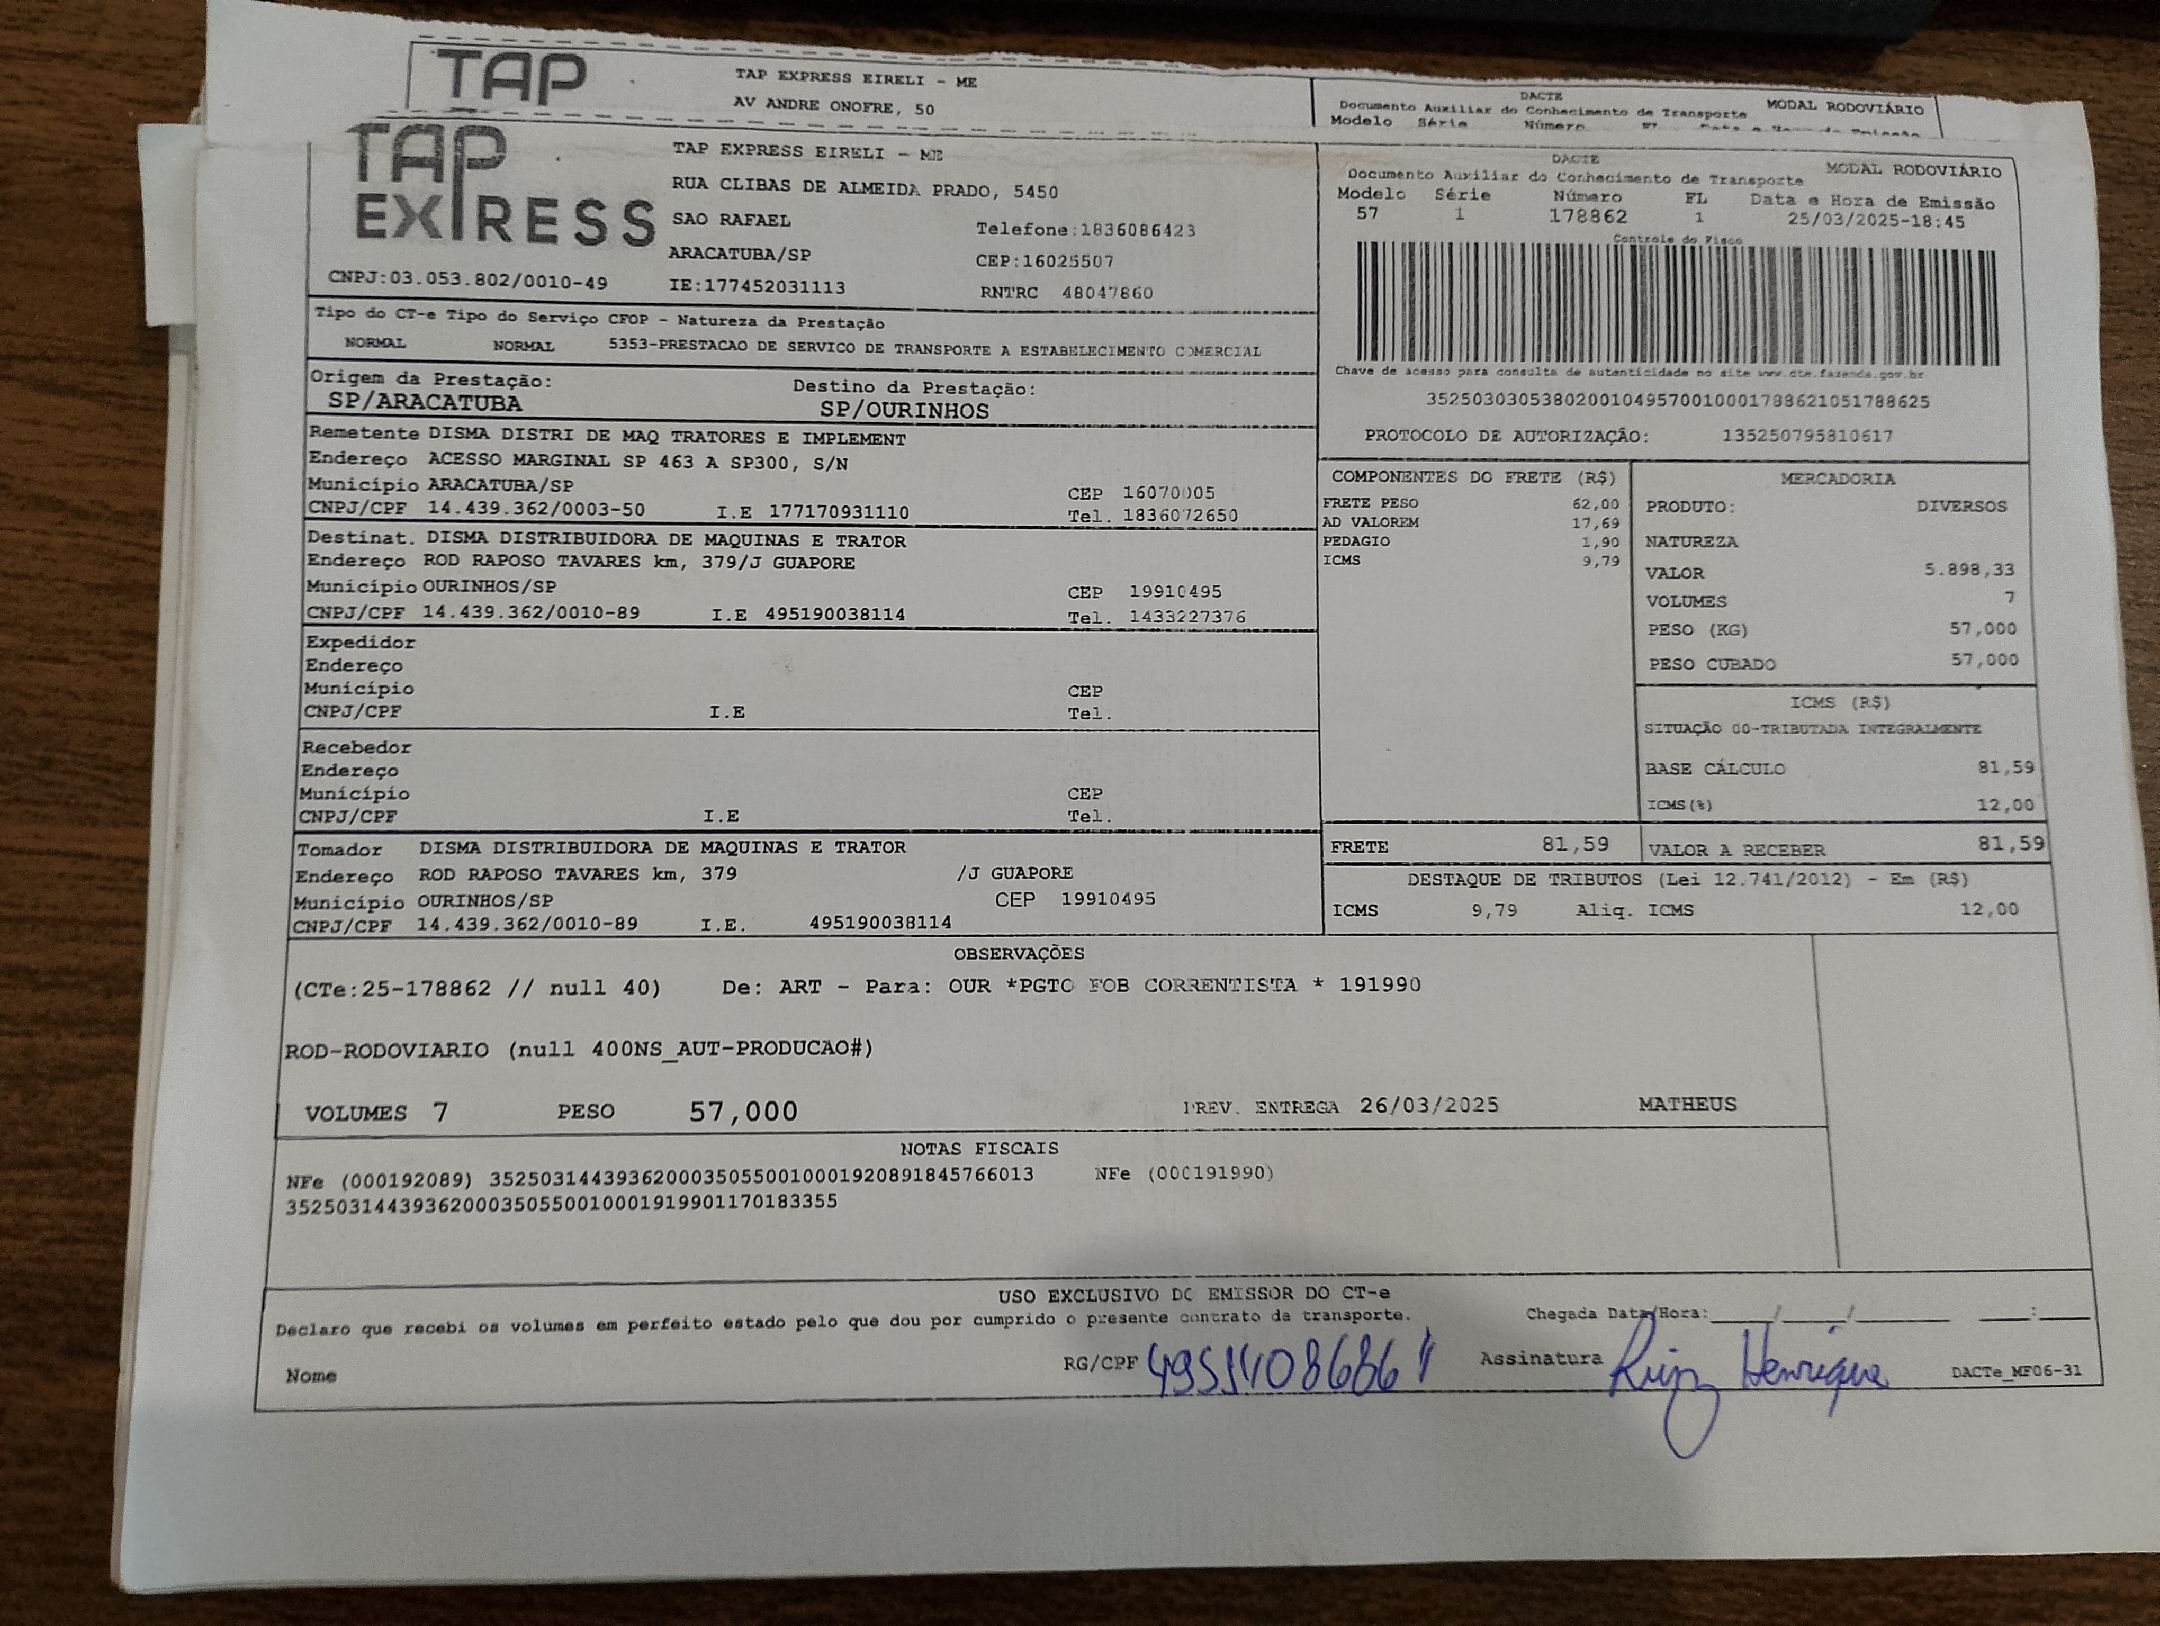 TAP
TAP EXPRESS EIRELI - ME
AV ANDRE ONOFRE, 50
DACTE
Documento Auxiliar do Conhecimento de Transporte MODAL RODOVIÁRIO
Modelo Série Número
TAP EXPRESS
TAP EXPRESS EIRELI - ME
RUA CLIBAS DE ALMEIDA PRADO, 5450
SAO RAFAEL Telefone:1836086423
ARACATUBA/SP CEP:16025507
CNPJ:03.053.802/0010-49 IE:177452031113 RNTRC 48047860
DACTE
Documento Auxiliar do Conhecimento de Transporte MODAL RODOVIÁRIO
Modelo Série Número FL Data e Hora de Emissão
57 1 178862 1 25/03/2025-18:45
Controle do Fisco
Chave de acesso para consulta de autenticidade no site www.cte.fazenda.gov.br
35250303053802001049570010001788621051788625
PROTOCOLO DE AUTORIZAÇÃO: 135250795810617
Tipo do CT-e Tipo do Serviço CFOP - Natureza da Prestação
NORMAL NORMAL 5353-PRESTACAO DE SERVICO DE TRANSPORTE A ESTABELECIMENTO COMERCIAL
Origem da Prestação: Destino da Prestação:
SP/ARACATUBA SP/OURINHOS
Remetente DISMA DISTRI DE MAQ TRATORES E IMPLEMENT
Endereço ACESSO MARGINAL SP 463 A SP300, S/N
Município ARACATUBA/SP CEP 16070005
CNPJ/CPF 14.439.362/0003-50 I.E 177170931110 Tel. 1836072650
Destinat. DISMA DISTRIBUIDORA DE MAQUINAS E TRATOR
Endereço ROD RAPOSO TAVARES km, 379/J GUAPORE
Município OURINHOS/SP CEP 19910495
CNPJ/CPF 14.439.362/0010-89 I.E 495190038114 Tel. 1433227376
Expedidor
Endereço
Município CEP
CNPJ/CPF I.E Tel.
Recebedor
Endereço
Município CEP
CNPJ/CPF I.E Tel.
Tomador DISMA DISTRIBUIDORA DE MAQUINAS E TRATOR
Endereço ROD RAPOSO TAVARES km, 379 /J GUAPORE
Município OURINHOS/SP CEP 19910495
CNPJ/CPF 14.439.362/0010-89 I.E. 495190038114
COMPONENTES DO FRETE (R$)
FRETE PESO 62,00
AD VALOREM 17,69
PEDAGIO 1,90
ICMS 9,79
MERCADORIA
PRODUTO: DIVERSOS
NATUREZA
VALOR 5.898,33
VOLUMES 7
PESO (KG) 57,000
PESO CUBADO 57,000
ICMS (R$)
SITUAÇÃO 00-TRIBUTADA INTEGRALMENTE
BASE CÁLCULO 81,59
ICMS(%) 12,00
FRETE 81,59 VALOR A RECEBER 81,59
DESTAQUE DE TRIBUTOS (Lei 12.741/2012) - Em (R$)
ICMS 9,79 Aliq. ICMS 12,00
OBSERVAÇÕES
(CTe:25-178862 // null 40) De: ART - Para: OUR *PGTO FOB CORRENTISTA * 191990
ROD-RODOVIARIO (null 400NS_AUT-PRODUCAO#)
VOLUMES 7 PESO 57,000 PREV. ENTREGA 26/03/2025 MATHEUS
NOTAS FISCAIS
NFe (000192089) 35250314439362000350550010001920891845766013 NFe (000191990)
35250314439362000350550010001919901170183355
USO EXCLUSIVO DO EMISSOR DO CT-e
Declaro que recebi os volumes em perfeito estado pelo que dou por cumprido o presente contrato de transporte. Chegada Data/Hora:____/____/______ ___:___
Nome RG/CPF Assinatura Henrique DACTe_MF06-31